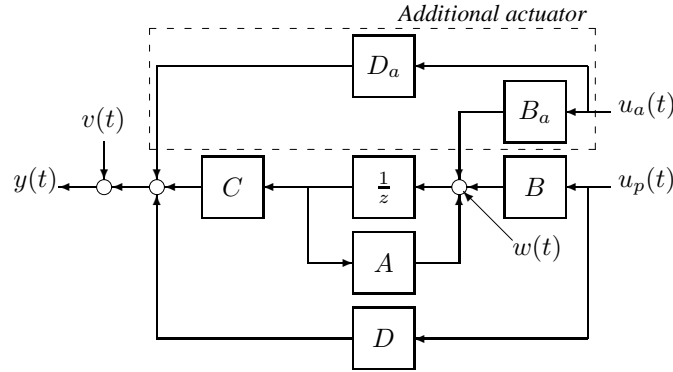 Additional actuator
D_a
B_a
u_a(t)
v(t)
y(t)
C
1/z
B
u_p(t)
A
w(t)
D